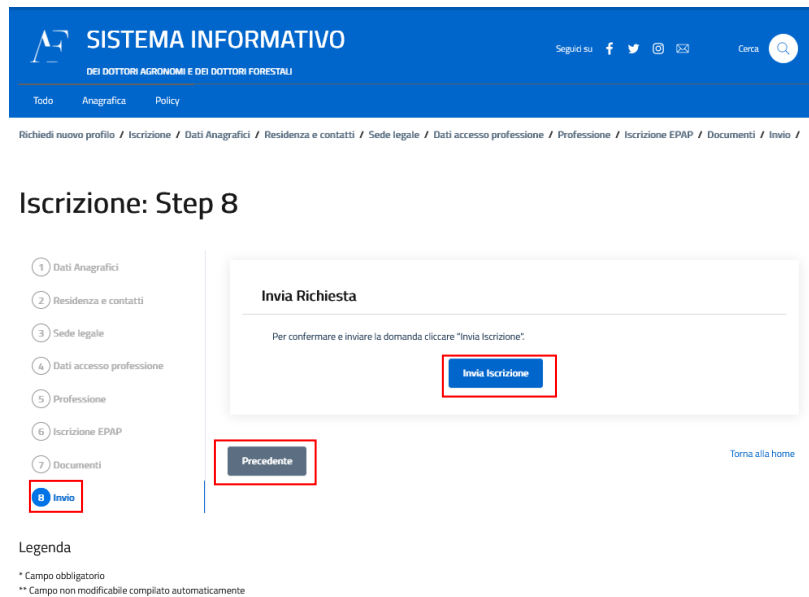 AF SISTEMA INFORMATIVO
DEI DOTTORI AGRONOMI E DEI DOTTORI FORESTALI
Seguici su
Cerca
Todo Anagrafica Policy
Richiedi nuovo profilo / Iscrizione / Dati Anagrafici / Residenza e contatti / Sede legale / Dati accesso professione / Professione / Iscrizione EPAP / Documenti / Invio /
Iscrizione: Step 8
1 Dati Anagrafici
2 Residenza e contatti
3 Sede legale
4 Dati accesso professione
5 Professione
6 Iscrizione EPAP
7 Documenti
8 Invio
Invia Richiesta
Per confermare e inviare la domanda cliccare "Invia Iscrizione".
Invia Iscrizione
Precedente
Torna alla home
Legenda
* Campo obbligatorio
** Campo non modificabile compilato automaticamente